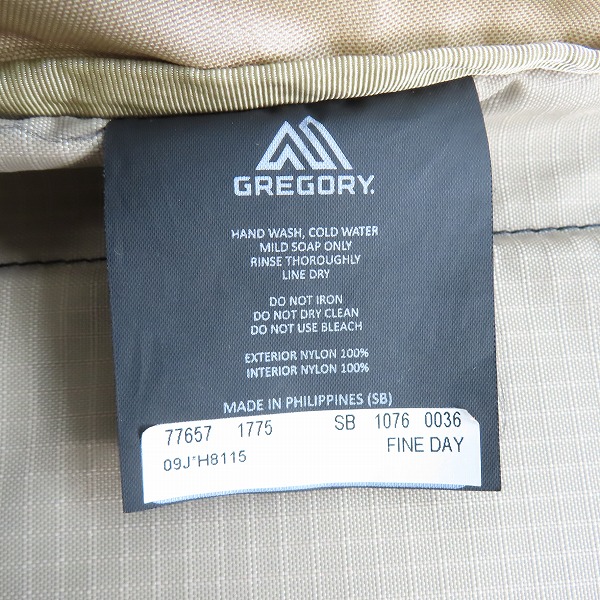 GREGORY.
HAND WASH, COLD WATER
MILD SOAP ONLY
RINSE THOROUGHLY
LINE DRY
DO NOT IRON
DO NOT DRY CLEAN
DO NOT USE BLEACH
EXTERIOR NYLON 100%
INTERIOR NYLON 100%
MADE IN PHILIPPINES (SB)
77657 1775 SB 1076 0036
09J*H8115 FINE DAY